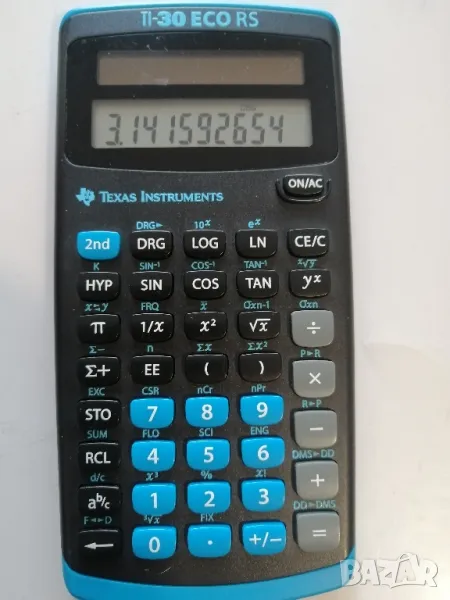 TI-30 ECO RS
DEG
3.141592654
TEXAS INSTRUMENTS
ON/AC
DRG► 10ˣ eˣ
2nd DRG LOG LN CE/C
K SIN⁻¹ COS⁻¹ TAN⁻¹ ˣ√y
HYP SIN COS TAN yˣ
x⇆y FRQ x̄ σxn-1 σxn
π 1/x x² √x ÷
Σ- n Σx Σx² P►R
Σ+ EE ( ) ×
EXC CSR nCr nPr R►P
STO 7 8 9 −
SUM FLO SCI ENG DMS►DD
RCL 4 5 6 +
d/c x³ % x! DD►DMS
aᵇ/c 1 2 3 =
F◄►D ³√x FIX
← 0 . +/−
BAZAR